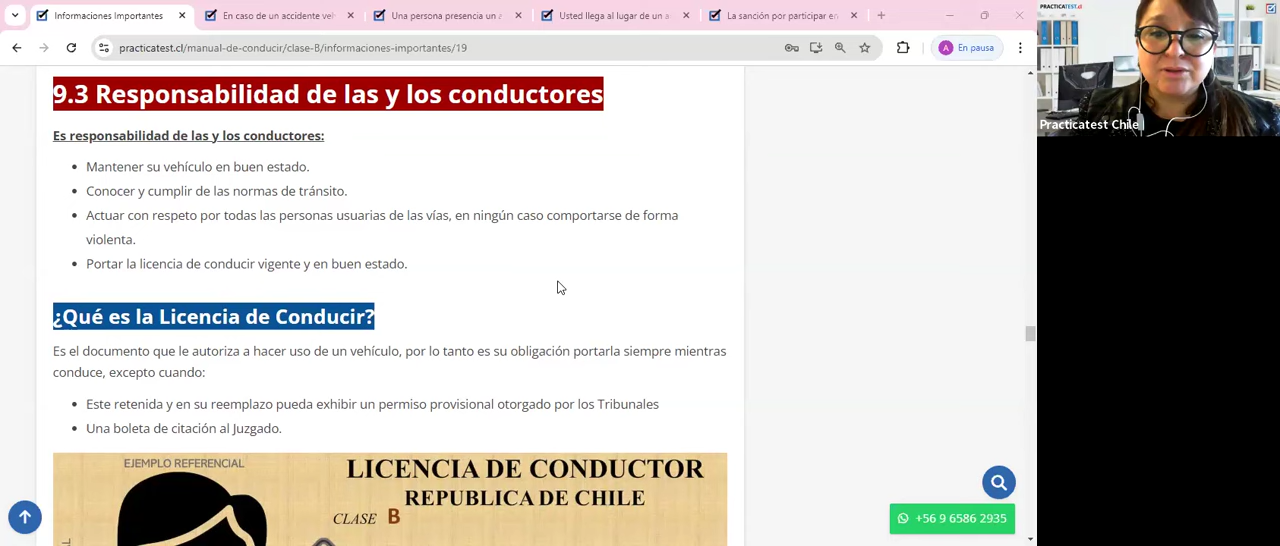 Informaciones Importantes
En caso de un accidente veh
Una persona presencia un a
Usted llega al lugar de un a
La sanción por participar en
practicatest.cl/manual-de-conducir/clase-B/informaciones-importantes/19
A En pausa
PRACTICATEST.cl
Practicatest Chile
9.3 Responsabilidad de las y los conductores
Es responsabilidad de las y los conductores:
Mantener su vehículo en buen estado.
Conocer y cumplir de las normas de tránsito.
Actuar con respeto por todas las personas usuarias de las vías, en ningún caso comportarse de forma
violenta.
Portar la licencia de conducir vigente y en buen estado.
¿Qué es la Licencia de Conducir?
Es el documento que le autoriza a hacer uso de un vehículo, por lo tanto es su obligación portarla siempre mientras
conduce, excepto cuando:
Este retenida y en su reemplazo pueda exhibir un permiso provisional otorgado por los Tribunales
Una boleta de citación al Juzgado.
EJEMPLO REFERENCIAL
LICENCIA DE CONDUCTOR
REPUBLICA DE CHILE
CLASE B
+56 9 6586 2935